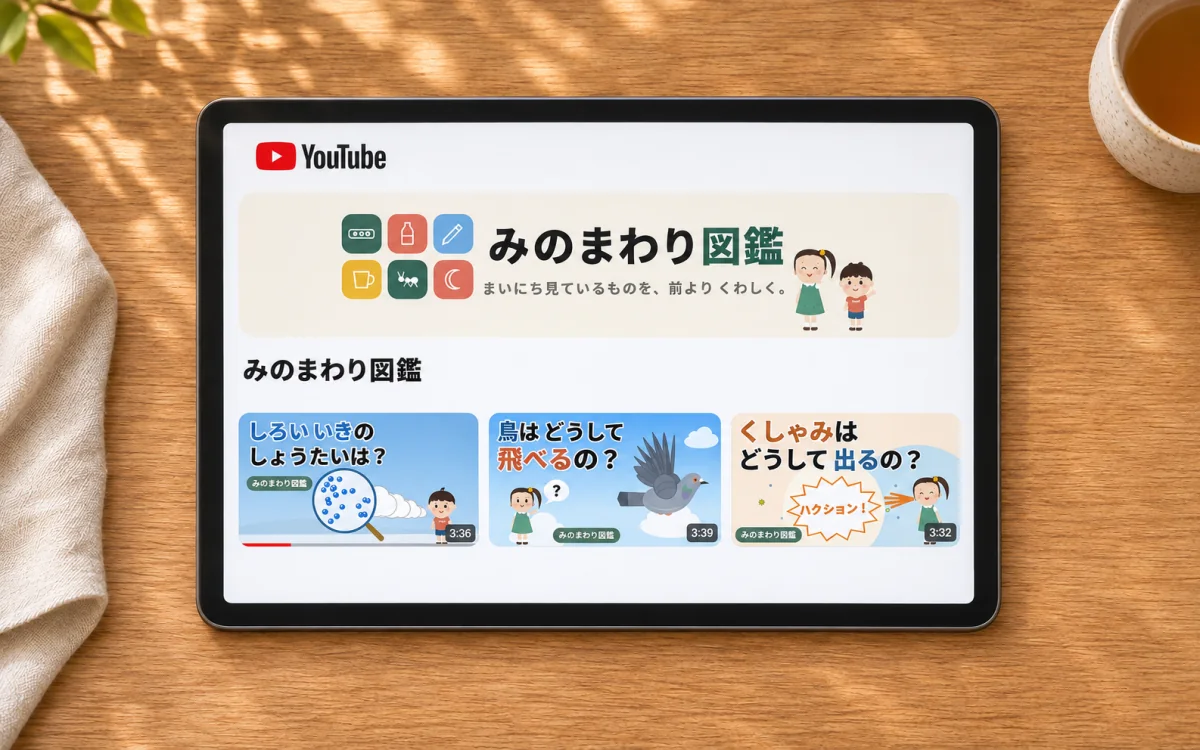 YouTube
みのまわり図鑑
まいにち見ているものを、前より くわしく。
みのまわり図鑑
しろい いきの
しょうたいは？
みのまわり図鑑
3:36
鳥は どうして
飛べるの？
?
みのまわり図鑑
3:39
くしゃみは
どうして 出るの？
ハクション！
みのまわり図鑑
3:32